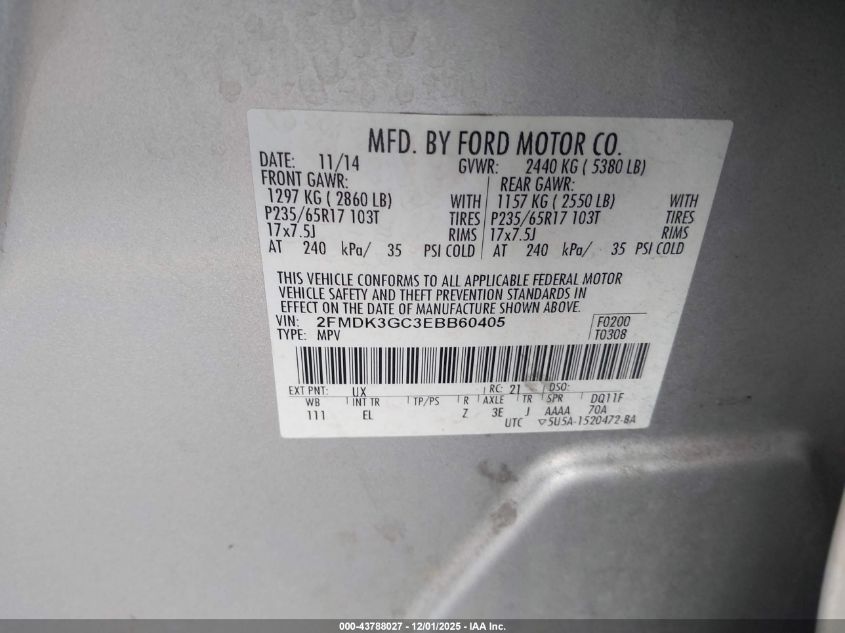 MFD. BY FORD MOTOR CO.
DATE: 11/14 GVWR: 2440 KG ( 5380 LB)
FRONT GAWR: REAR GAWR:
1297 KG ( 2860 LB) WITH 1157 KG ( 2550 LB) WITH
P235/65R17 103T TIRES P235/65R17 103T TIRES
17x7.5J RIMS 17x7.5J RIMS
AT 240 kPa/ 35 PSI COLD AT 240 kPa/ 35 PSI COLD
THIS VEHICLE CONFORMS TO ALL APPLICABLE FEDERAL MOTOR
VEHICLE SAFETY AND THEFT PREVENTION STANDARDS IN
EFFECT ON THE DATE OF MANUFACTURE SHOWN ABOVE.
VIN: 2FMDK3GC3EBB60405 F0200
TYPE: MPV T0308
EXT PNT: UX RC: 21 DSO:
WB INT TR TP/PS R AXLE TR SPR DQ11F
111 EL Z 3E J AAAA 70A
UTC ▽5U5A-1520472-BA
000-43788027 - 12/01/2025 - IAA Inc.